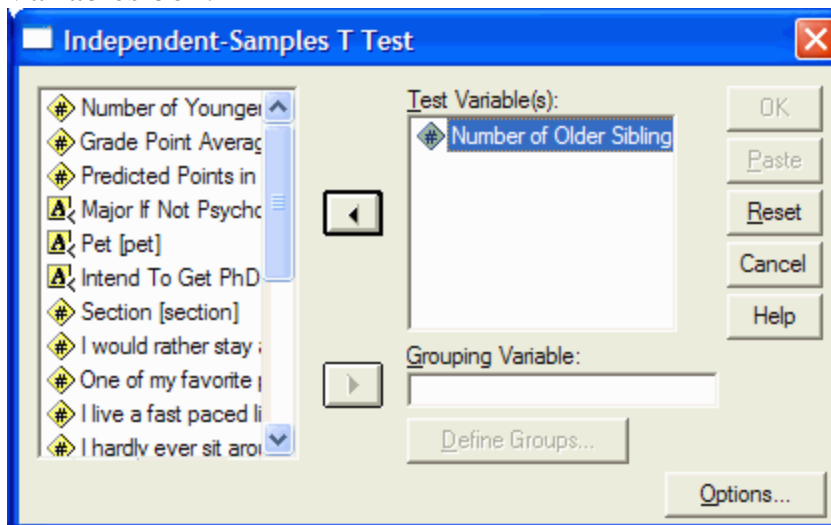 Independent-Samples T Test
Number of Younger
Grade Point Averag
Predicted Points in
Major If Not Psycho
Pet [pet]
Intend To Get PhD
Section [section]
I would rather stay a
One of my favorite p
I live a fast paced li
I hardly ever sit arou
Test Variable(s):
Number of Older Sibling
Grouping Variable:
Define Groups...
OK
Paste
Reset
Cancel
Help
Options...